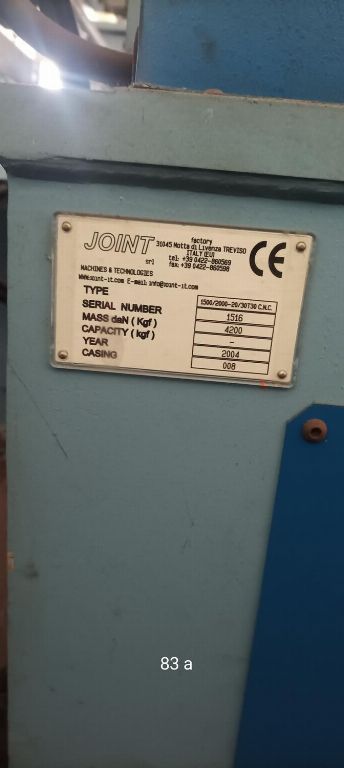 JOINT srl
factory
31045 Motta di Livenza TREVISO
ITALY (EU)
tel: +39 0422-860569
fax: +39 0422-860598
CE
MACHINES & TECHNOLOGIES
WWW.joint-it.com E-mail info@joint-it.com
TYPE 1500/2000-20/30T30 C.N.C.
SERIAL NUMBER 1516
MASS daN ( Kgf ) 4200
CAPACITY ( kgf ) -
YEAR 2004
CASING 008
83 a